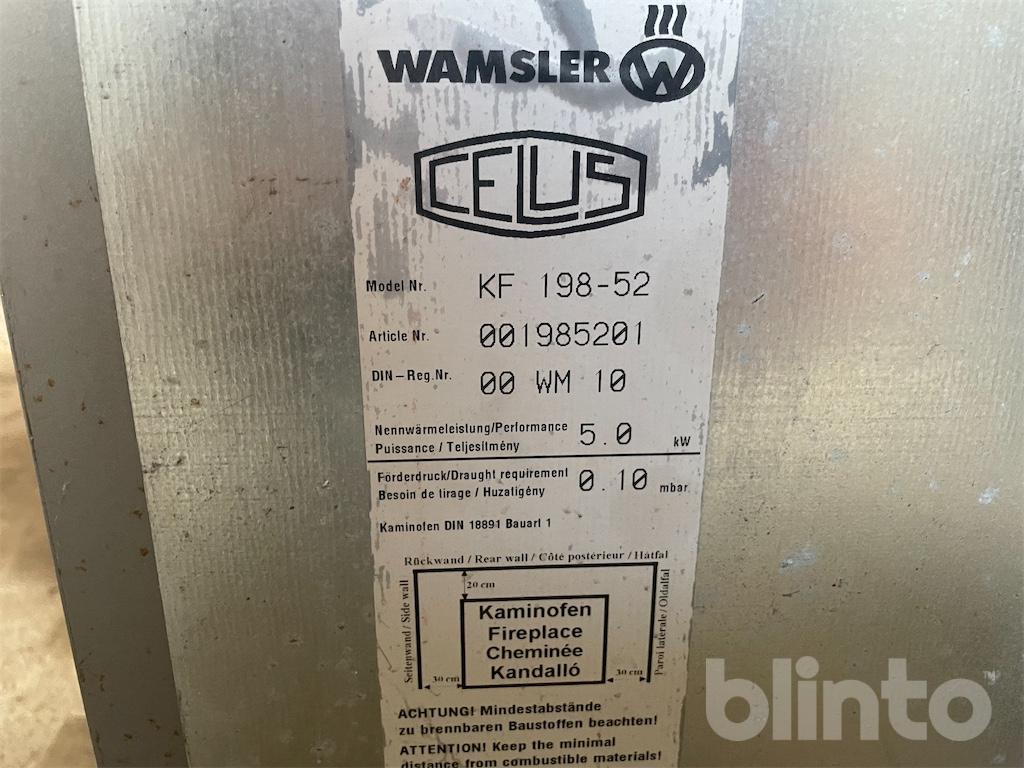 WAMSLER
CELUS
Model Nr. KF 198-52
Article Nr. 001985201
DIN-Reg.Nr. 00 WM 10
Nennwärmeleistung/Performance
Puissance / Teljesítmény 5.0 kW
Förderdruck/Draught requirement
Besoin de tirage / Huzatigény 0.10 mbar
Kaminofen DIN 18891 Bauart 1
Rückwand / Rear wall / Côté postérieur / Hátfal
20 cm
Seitenwand / Side wall
Kaminofen
Fireplace
Cheminée
Kandalló
Paroi latérale / Oldalfal
30 cm
30 cm
ACHTUNG! Mindestabstände
zu brennbaren Baustoffen beachten!
ATTENTION! Keep the minimal
distance from combustible materials!
blinto